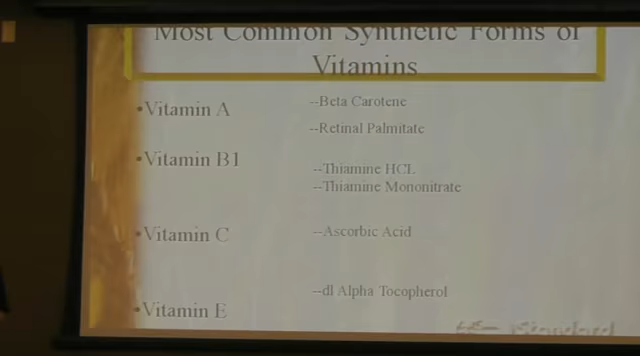 Most Common Synthetic Forms of
Vitamins
•Vitamin A
--Beta Carotene
--Retinal Palmitate
•Vitamin B1
--Thiamine HCL
--Thiamine Mononitrate
•Vitamin C
--Ascorbic Acid
--dl Alpha Tocopherol
•Vitamin E
Standard